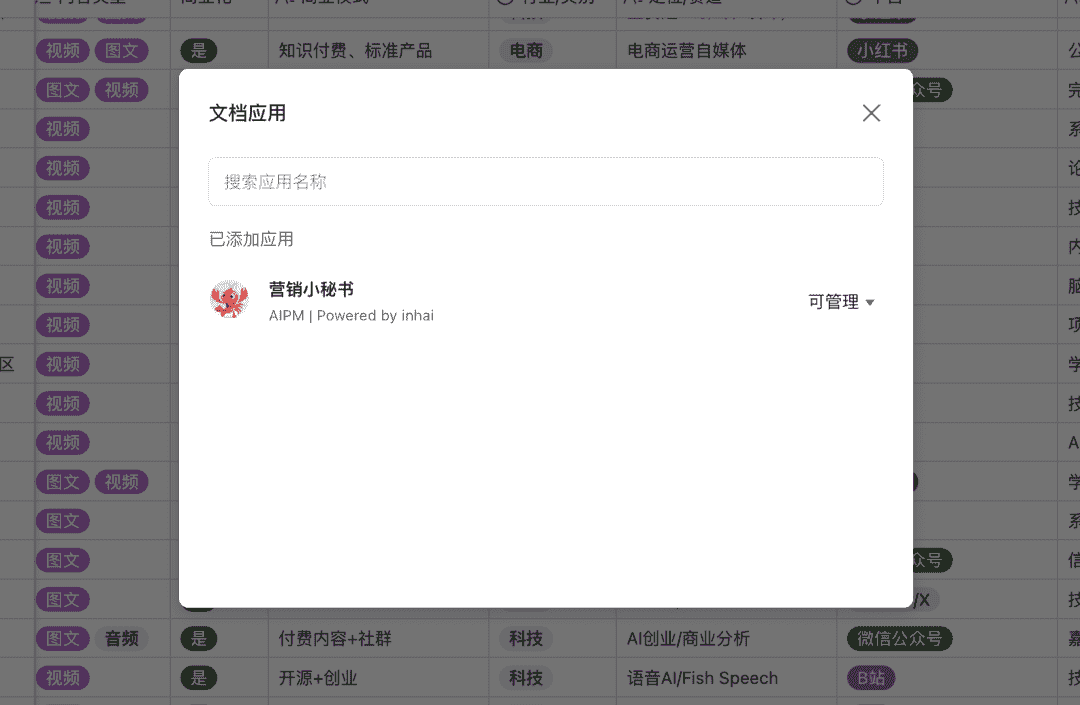 视频 图文 是 知识付费、标准产品 电商 电商运营自媒体 小红书
图文 视频
文档应用
视频
搜索应用名称
视频
视频
已添加应用
视频
视频
营销小秘书
AIPM | Powered by inhai
可管理
视频
区 视频
视频
视频
图文 视频
图文
图文
图文 /X
图文 音频 是 付费内容+社群 科技 AI创业/商业分析 微信公众号
视频 是 开源+创业 科技 语音AI/Fish Speech B站